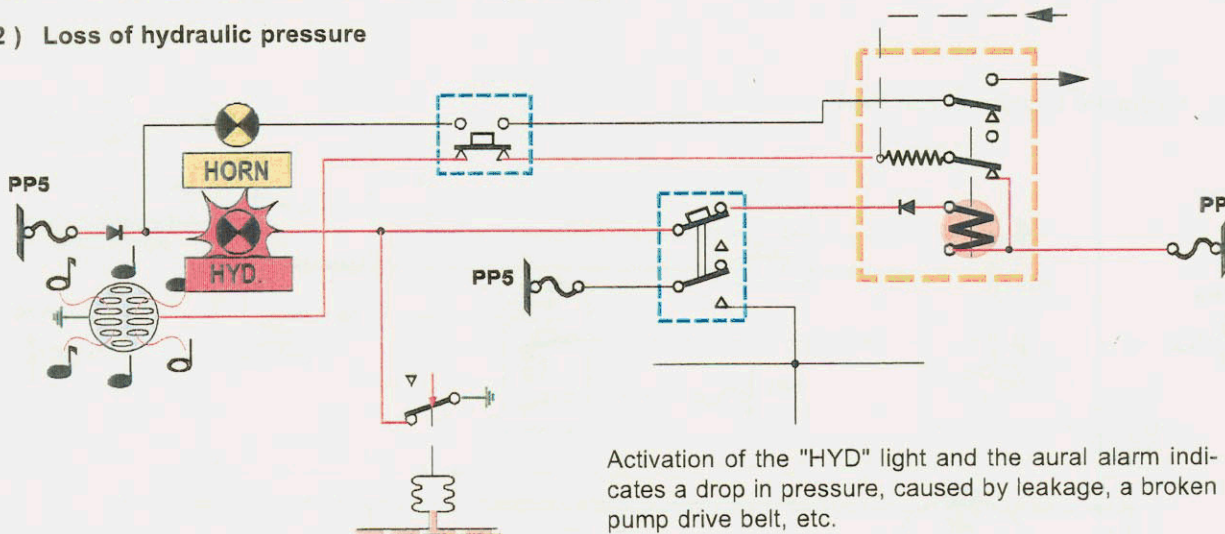 2 ) Loss of hydraulic pressure
HORN
PP5
HYD.
PP5
PP
Activation of the "HYD" light and the aural alarm indi-
cates a drop in pressure, caused by leakage, a broken
pump drive belt, etc.